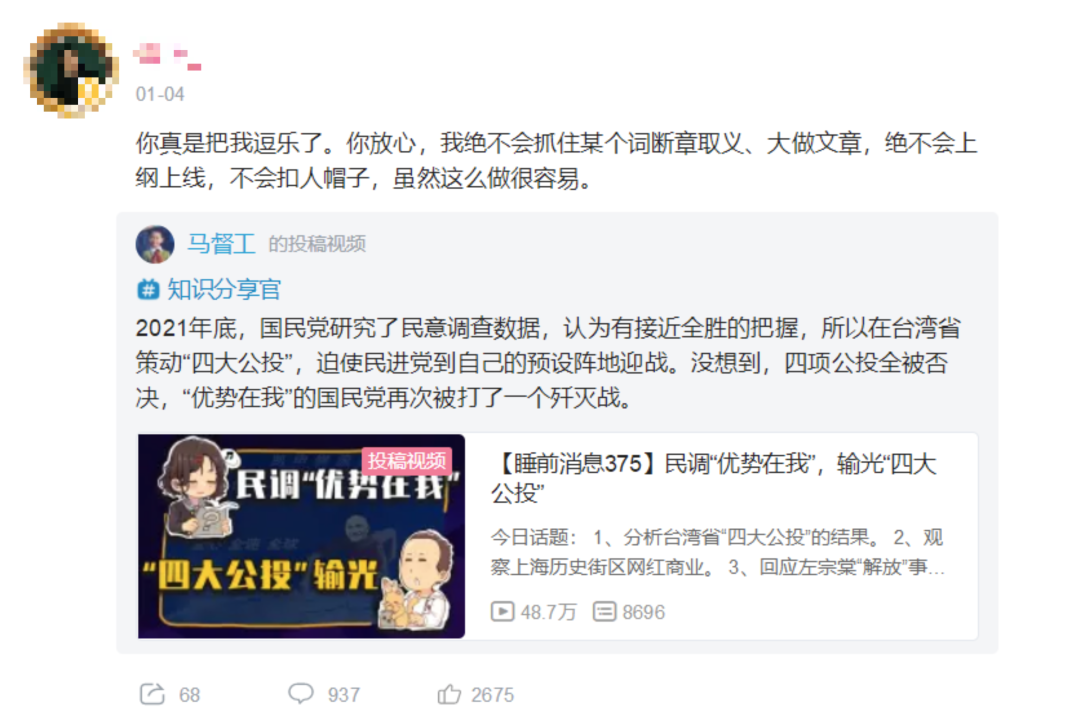 01-04
你真是把我逗乐了。你放心，我绝不会抓住某个词断章取义、大做文章，绝不会上
纲上线，不会扣人帽子，虽然这么做很容易。
马督工 的投稿视频
# 知识分享官
2021年底，国民党研究了民意调查数据，认为有接近全胜的把握，所以在台湾省
策动“四大公投”，迫使民进党到自己的预设阵地迎战。没想到，四项公投全被否
决，“优势在我”的国民党再次被打了一个歼灭战。
投稿视频
民调“优势在我”
“四大公投”输光
【睡前消息375】民调“优势在我”，输光“四大
公投”
今日话题： 1、分析台湾省“四大公投”的结果。 2、观
察上海历史街区网红商业。 3、回应左宗棠“解放”事...
48.7万 8696
68 937 2675